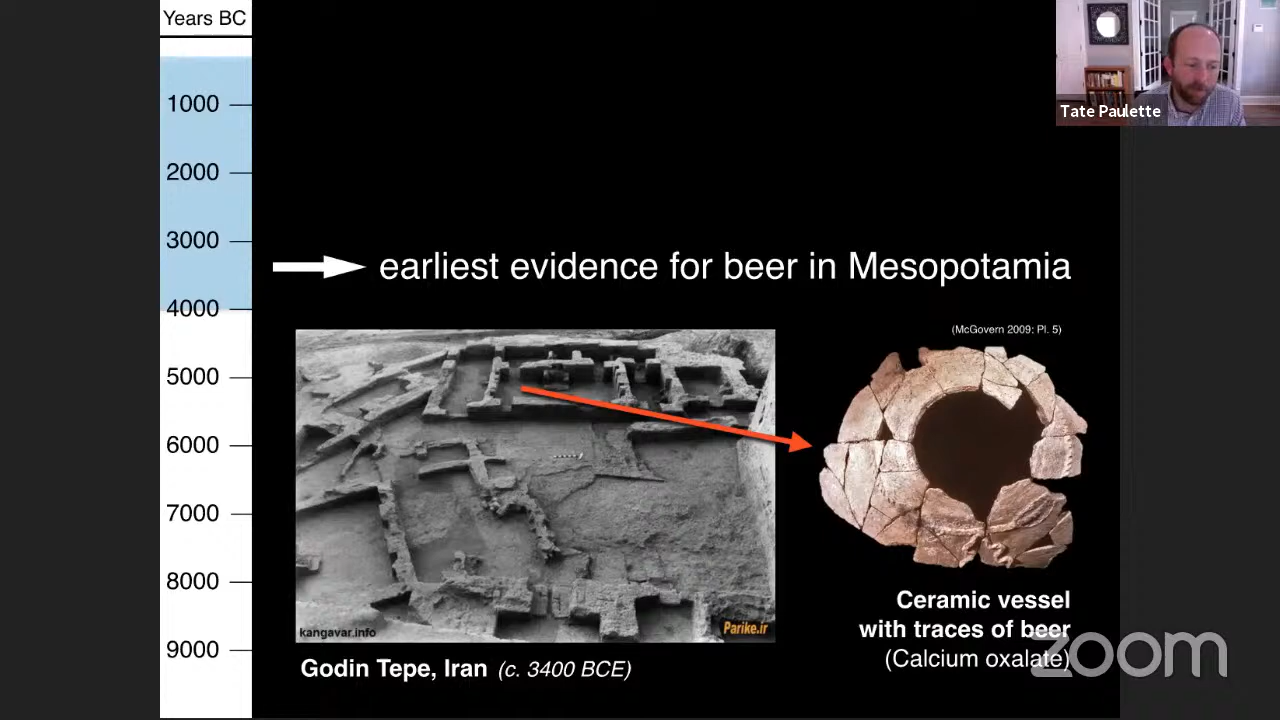 Years BC
1000
2000
3000
4000
5000
6000
7000
8000
9000
Tate Paulette
earliest evidence for beer in Mesopotamia
(McGovern 2009: Pl. 5)
kangavar.info
Parike.ir
Godin Tepe, Iran (c. 3400 BCE)
Ceramic vessel
with traces of beer
(Calcium oxalate)
zoom